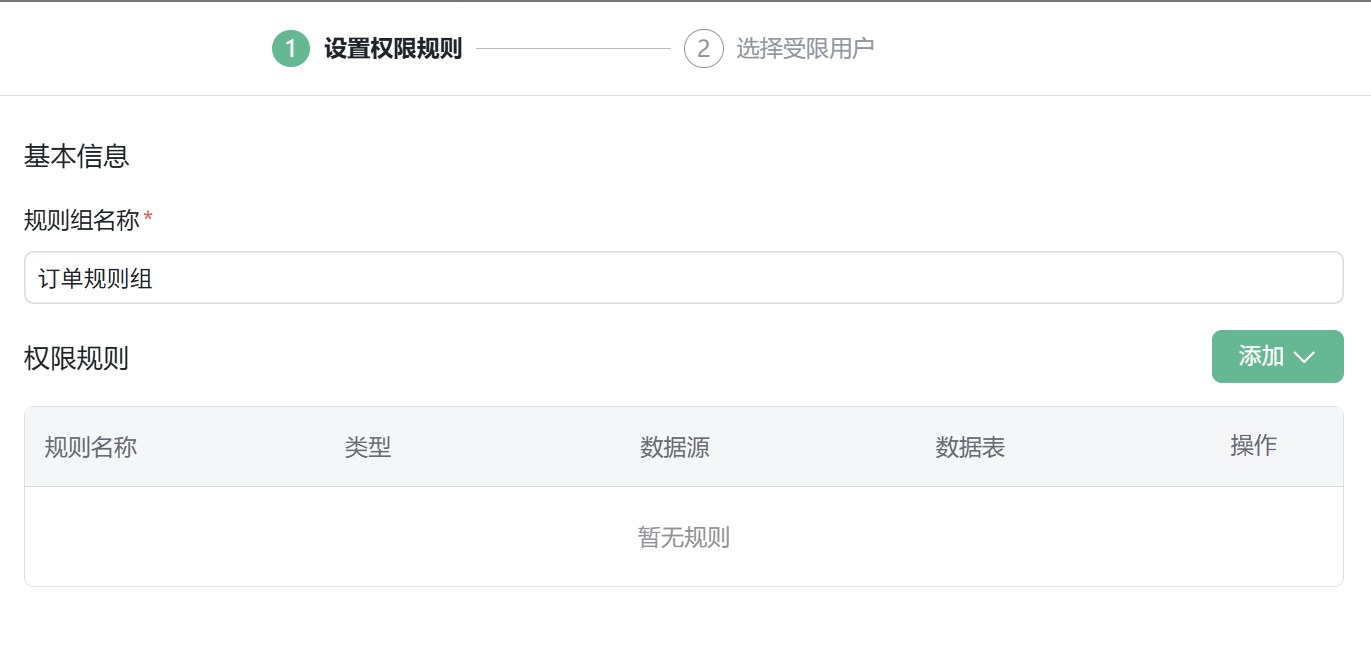 1 设置权限规则 2 选择受限用户
基本信息
规则组名称*
订单规则组
权限规则 添加
规则名称 类型 数据源 数据表 操作
暂无规则